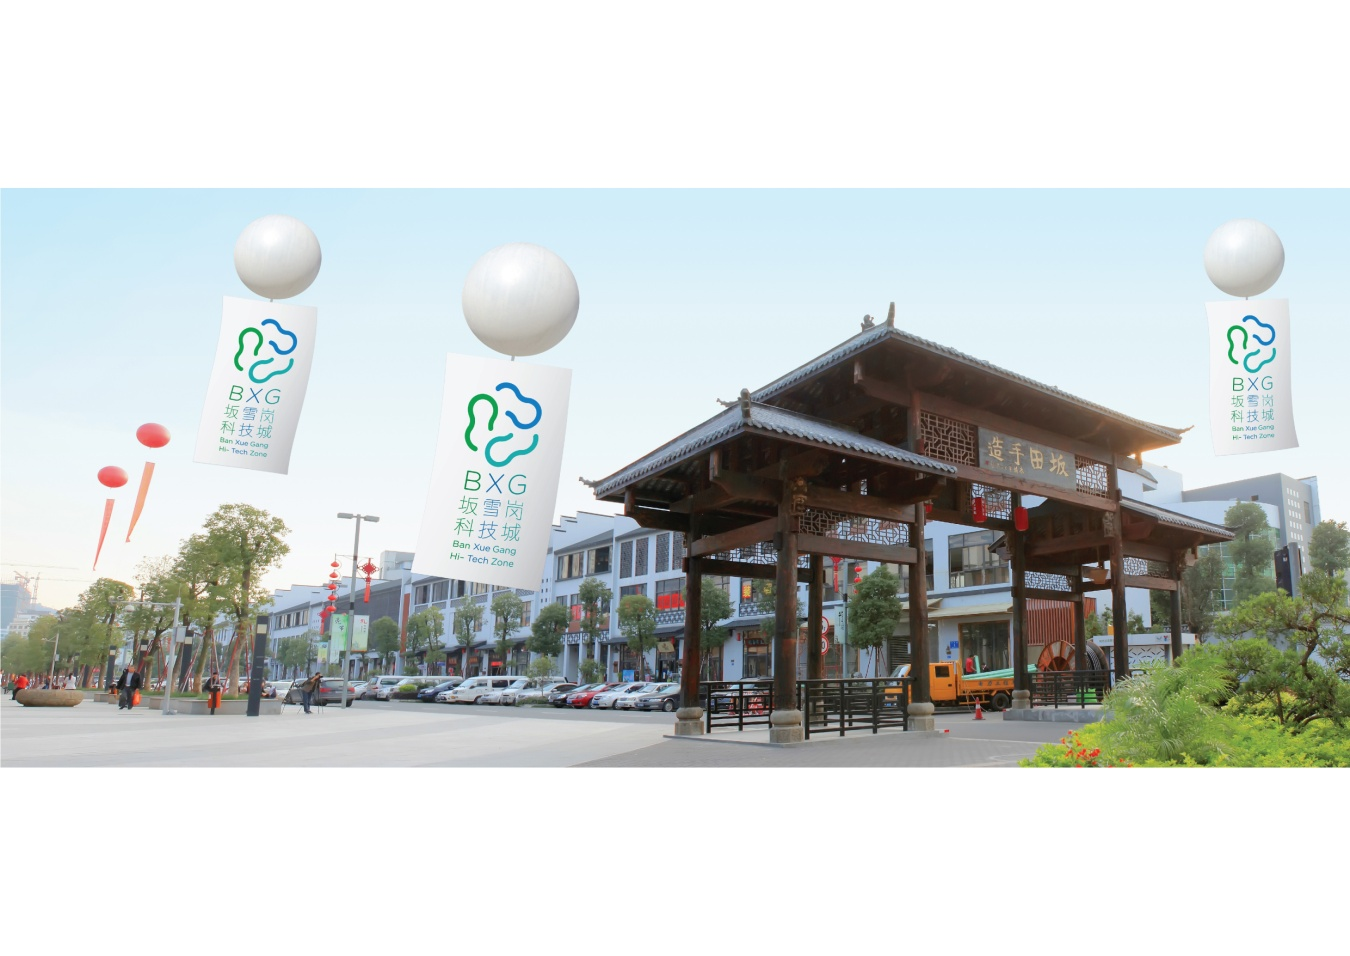 BXG
坂雪岗
科技城
Ban Xue Gang
Hi- Tech Zone
BXG
坂雪岗
科技城
Ban Xue Gang
Hi- Tech Zone
坂田手造
BXG
坂雪岗
科技城
Ban Xue Gang
Hi- Tech Zone